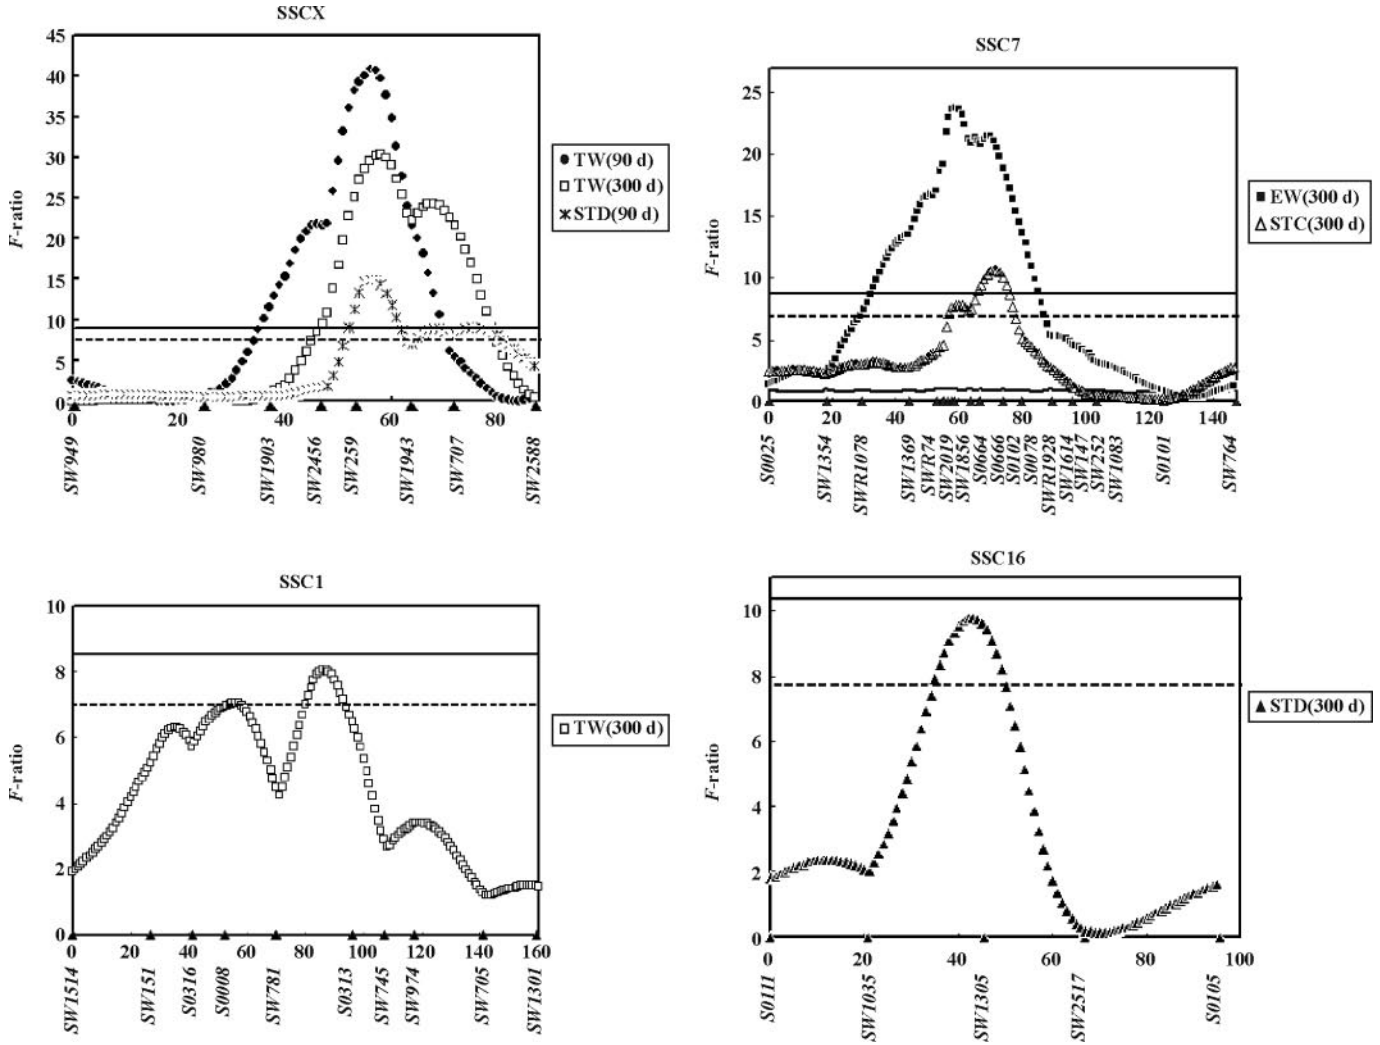 SSCX
45
40
35
30
25
20
15
10
5
0
F-ratio
0 20 40 60 80
SW949 SW980 SW1903 SW2456 SW259 SW1943 SW707 SW2588
TW(90 d)
TW(300 d)
STD(90 d)
SSC7
25
20
15
10
5
0
F-ratio
0 20 40 60 80 100 120 140
S0025 SW1354 SWR1078 SW1369 SWR74 SW2019 SW1856 S0664 S0666 S0102 S0078 SWR1928 SW1614 SW147 SW252 SW1083 S0101 SW764
EW(300 d)
STC(300 d)
SSC1
10
8
6
4
2
0
F-ratio
0 20 40 60 80 100 120 140 160
SW1514 SW151 S0316 S0008 SW781 S0313 SW745 SW974 SW705 SW1301
TW(300 d)
SSC16
10
8
6
4
2
0
F-ratio
0 20 40 60 80 100
S0111 SW1035 SW1305 SW2517 S0105
STD(300 d)